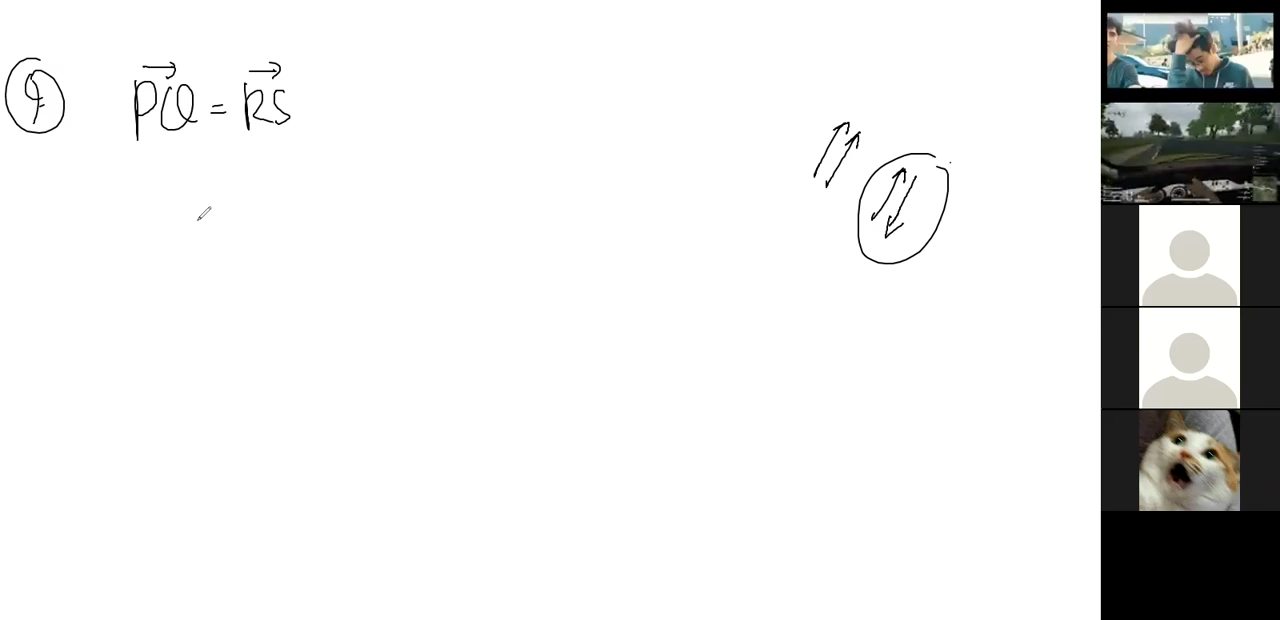 9 PQ⃗ = RS⃗